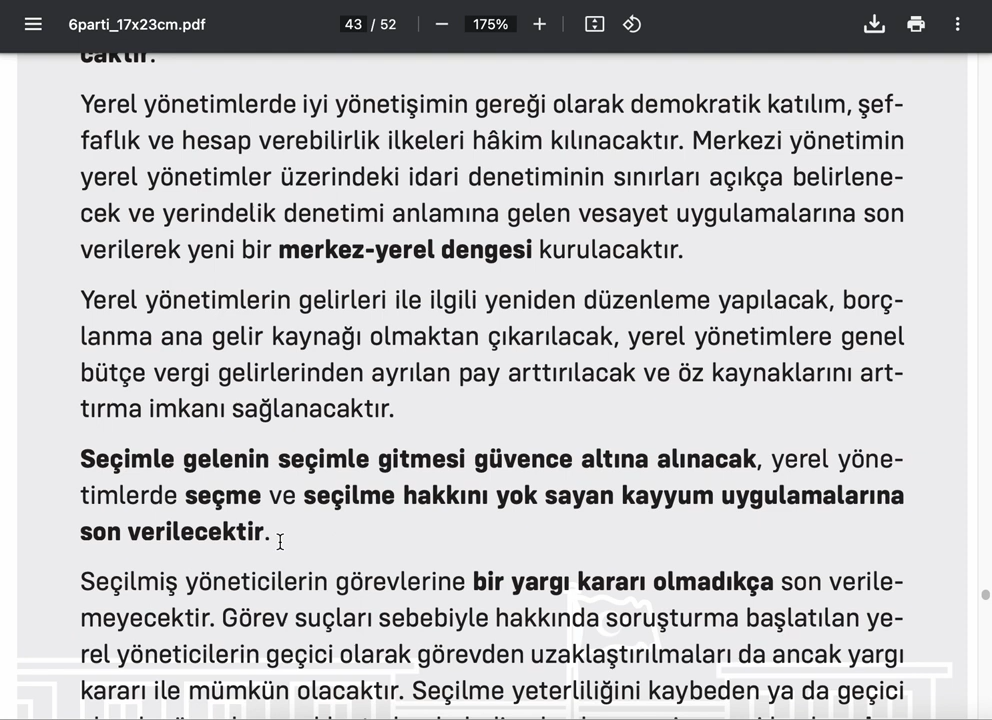 6parti_17x23cm.pdf
43 / 52
175%
caktır.
Yerel yönetimlerde iyi yönetişimin gereği olarak demokratik katılım, şef-
faflık ve hesap verebilirlik ilkeleri hâkim kılınacaktır. Merkezi yönetimin
yerel yönetimler üzerindeki idari denetiminin sınırları açıkça belirlene-
cek ve yerindelik denetimi anlamına gelen vesayet uygulamalarına son
verilerek yeni bir merkez-yerel dengesi kurulacaktır.
Yerel yönetimlerin gelirleri ile ilgili yeniden düzenleme yapılacak, borç-
lanma ana gelir kaynağı olmaktan çıkarılacak, yerel yönetimlere genel
bütçe vergi gelirlerinden ayrılan pay arttırılacak ve öz kaynaklarını art-
tırma imkanı sağlanacaktır.
Seçimle gelenin seçimle gitmesi güvence altına alınacak, yerel yöne-
timlerde seçme ve seçilme hakkını yok sayan kayyum uygulamalarına
son verilecektir.
Seçilmiş yöneticilerin görevlerine bir yargı kararı olmadıkça son verile-
meyecektir. Görev suçları sebebiyle hakkında soruşturma başlatılan ye-
rel yöneticilerin geçici olarak görevden uzaklaştırılmaları da ancak yargı
kararı ile mümkün olacaktır. Seçilme yeterliliğini kaybeden ya da geçici